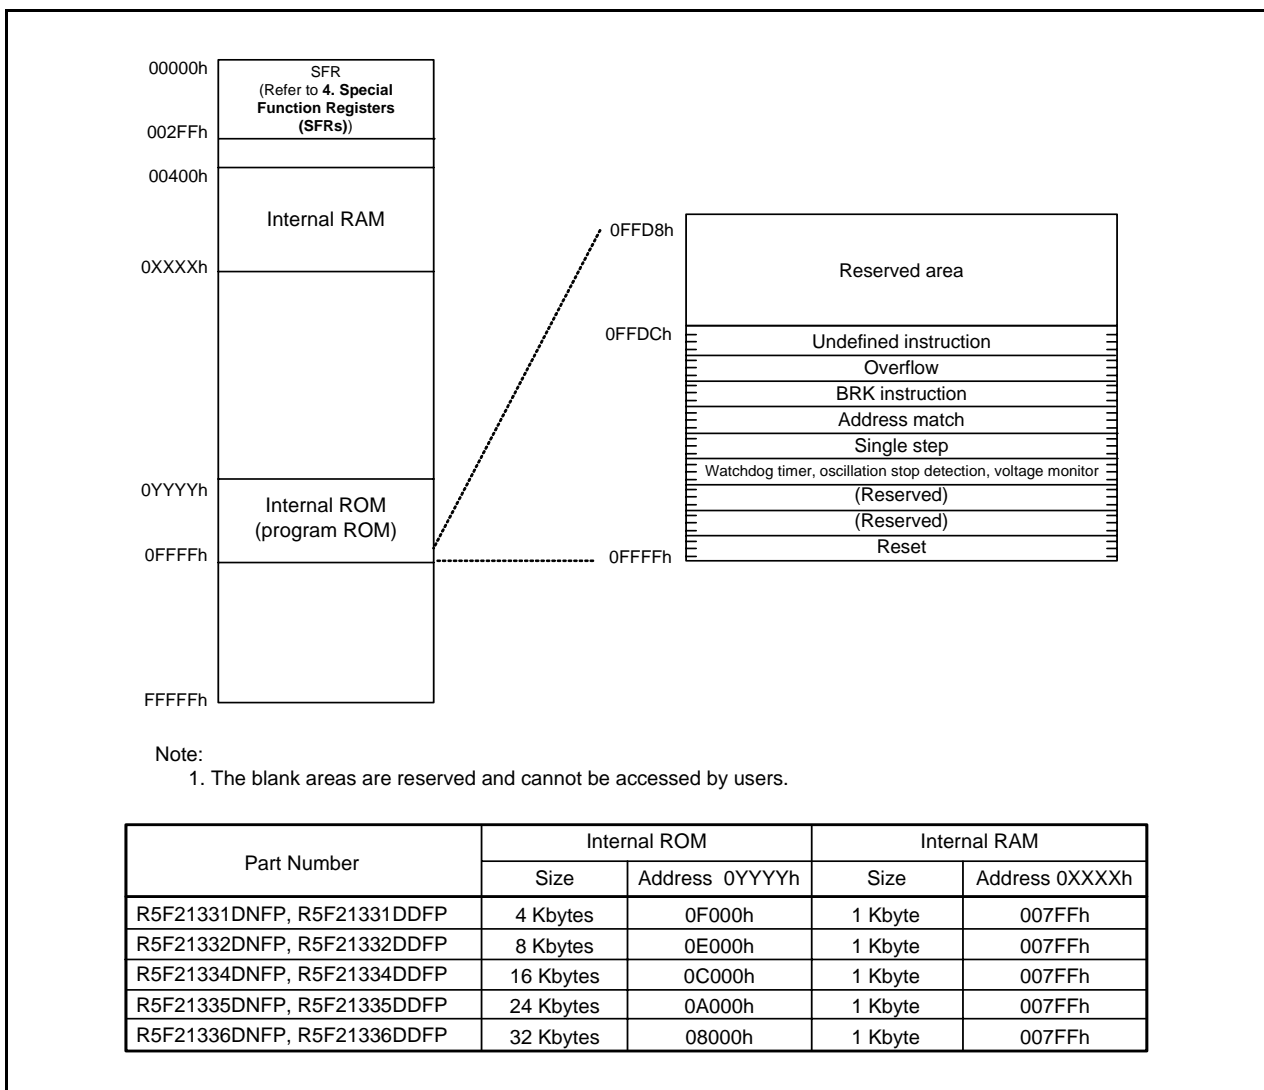 00000h
SFR
(Refer to 4. Special
Function Registers
(SFRs))
002FFh
00400h
Internal RAM
0XXXXh
0YYYYh
Internal ROM
(program ROM)
0FFFFh
FFFFFh
0FFD8h
Reserved area
0FFDCh
Undefined instruction
Overflow
BRK instruction
Address match
Single step
Watchdog timer, oscillation stop detection, voltage monitor
(Reserved)
(Reserved)
Reset
0FFFFh
Note:
1. The blank areas are reserved and cannot be accessed by users.
Part Number Internal ROM Internal RAM
Size Address 0YYYYh Size Address 0XXXXh
R5F21331DNFP, R5F21331DDFP 4 Kbytes 0F000h 1 Kbyte 007FFh
R5F21332DNFP, R5F21332DDFP 8 Kbytes 0E000h 1 Kbyte 007FFh
R5F21334DNFP, R5F21334DDFP 16 Kbytes 0C000h 1 Kbyte 007FFh
R5F21335DNFP, R5F21335DDFP 24 Kbytes 0A000h 1 Kbyte 007FFh
R5F21336DNFP, R5F21336DDFP 32 Kbytes 08000h 1 Kbyte 007FFh